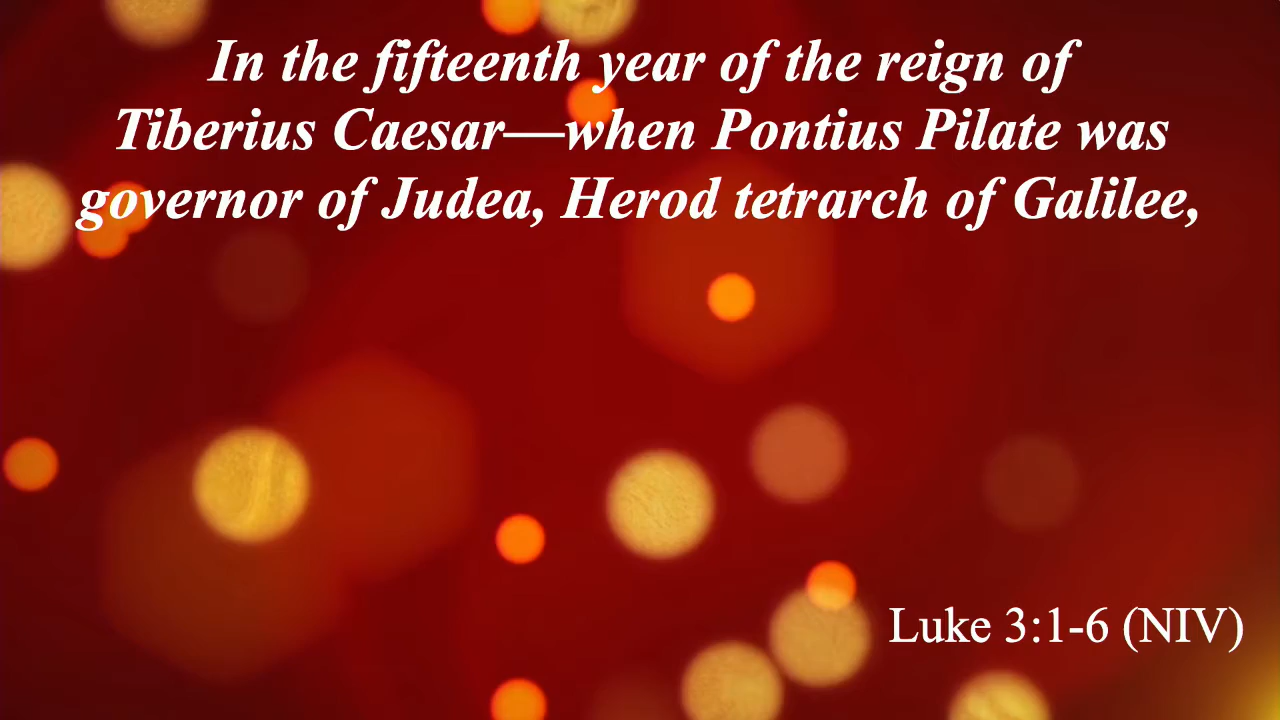 In the fifteenth year of the reign of
Tiberius Caesar—when Pontius Pilate was
governor of Judea, Herod tetrarch of Galilee,
Luke 3:1-6 (NIV)